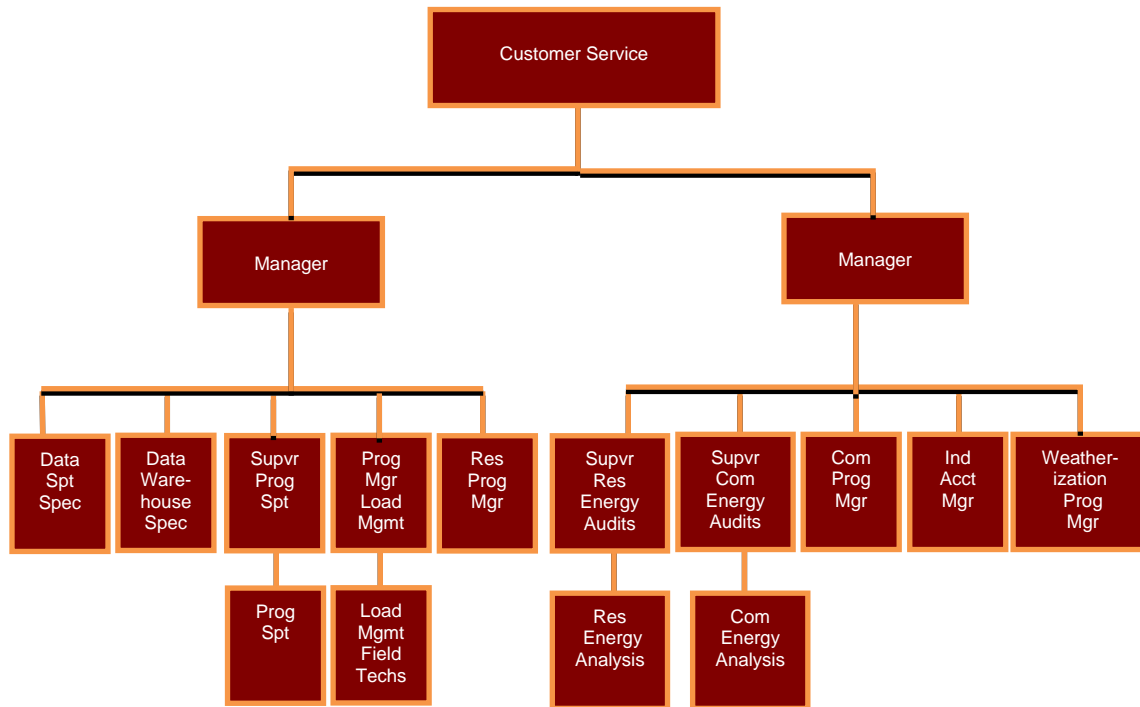 Customer Service
Manager
Manager
Data
Spt
Spec
Data
Ware-
house
Spec
Supvr
Prog
Spt
Prog
Mgr
Load
Mgmt
Res
Prog
Mgr
Supvr
Res
Energy
Audits
Supvr
Com
Energy
Audits
Com
Prog
Mgr
Ind
Acct
Mgr
Weather-
ization
Prog
Mgr
Prog
Spt
Load
Mgmt
Field
Techs
Res
Energy
Analysis
Com
Energy
Analysis